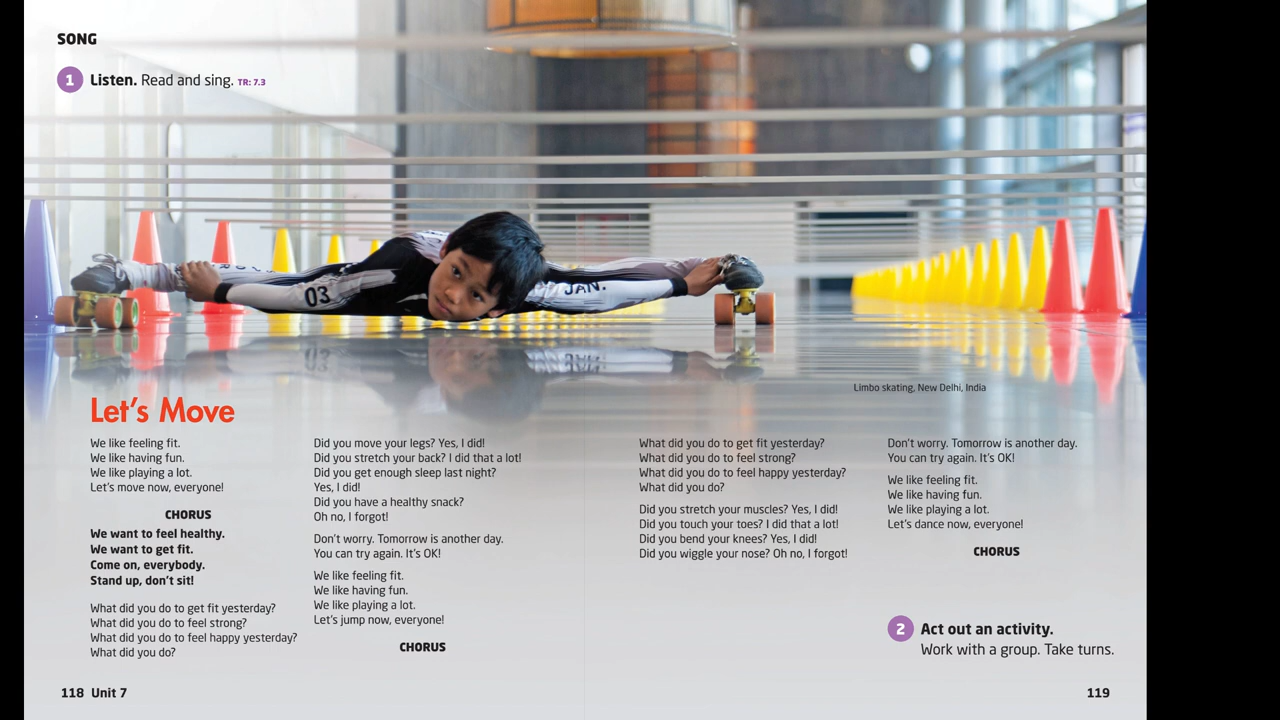 SONG
1 Listen. Read and sing. TR: 7.3
03
JAN.
Limbo skating, New Delhi, India
Let's Move
We like feeling fit.
We like having fun.
We like playing a lot.
Let's move now, everyone!
CHORUS
We want to feel healthy.
We want to get fit.
Come on, everybody.
Stand up, don't sit!
What did you do to get fit yesterday?
What did you do to feel strong?
What did you do to feel happy yesterday?
What did you do?
Did you move your legs? Yes, I did!
Did you stretch your back? I did that a lot!
Did you get enough sleep last night?
Yes, I did!
Did you have a healthy snack?
Oh no, I forgot!
Don't worry. Tomorrow is another day.
You can try again. It's OK!
We like feeling fit.
We like having fun.
We like playing a lot.
Let's jump now, everyone!
CHORUS
What did you do to get fit yesterday?
What did you do to feel strong?
What did you do to feel happy yesterday?
What did you do?
Did you stretch your muscles? Yes, I did!
Did you touch your toes? I did that a lot!
Did you bend your knees? Yes, I did!
Did you wiggle your nose? Oh no, I forgot!
Don't worry. Tomorrow is another day.
You can try again. It's OK!
We like feeling fit.
We like having fun.
We like playing a lot.
Let's dance now, everyone!
CHORUS
2 Act out an activity.
Work with a group. Take turns.
118 Unit 7
119